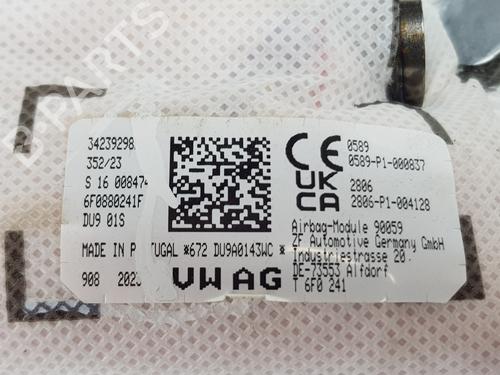 B-PARTS
34239298
352/23
S 16 008474
6F0880241F
DU9 01S
MADE IN P TUGAL *672 DU9A0143WC *
908 2023
VW AG
CE
0589
0589-P1-000837
UK
CA
2806
2806-P1-004128
Airbag-Module 90059
ZF Automotive Germany GmbH
Industriestrasse 20
DE-73553 Alfdorf
T 6F0 241